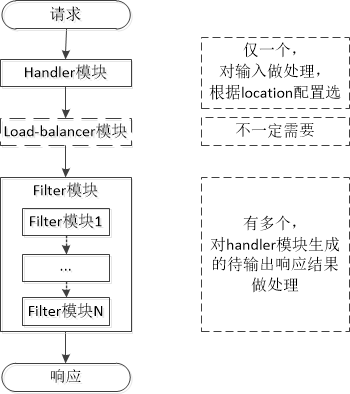 请求
Handler模块
仅一个，
对输入做处理，
根据location配置选
Load-balancer模块
不一定需要
Filter模块
Filter模块1
...
Filter模块N
有多个，
对handler模块生成
的待输出响应结果
做处理
响应